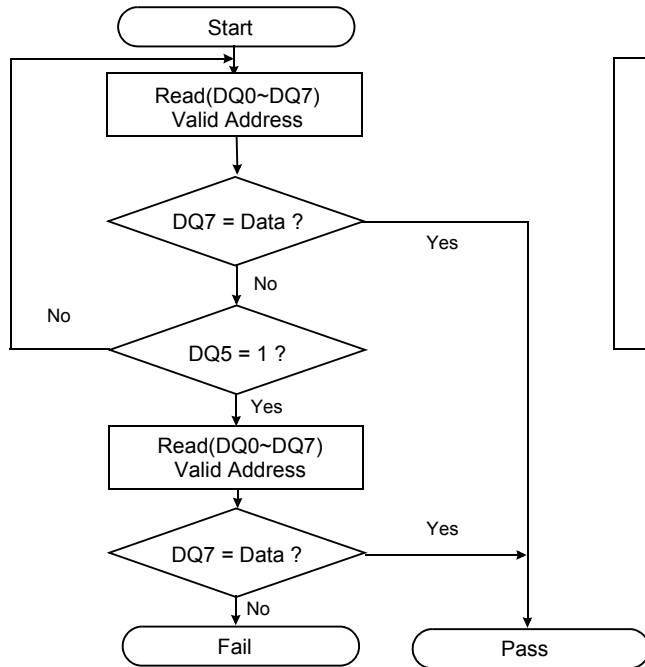 Start
Read(DQ0~DQ7)
Valid Address
DQ7 = Data ?
Yes
No
No
DQ5 = 1 ?
Yes
Read(DQ0~DQ7)
Valid Address
DQ7 = Data ?
Yes
No
Fail
Pass